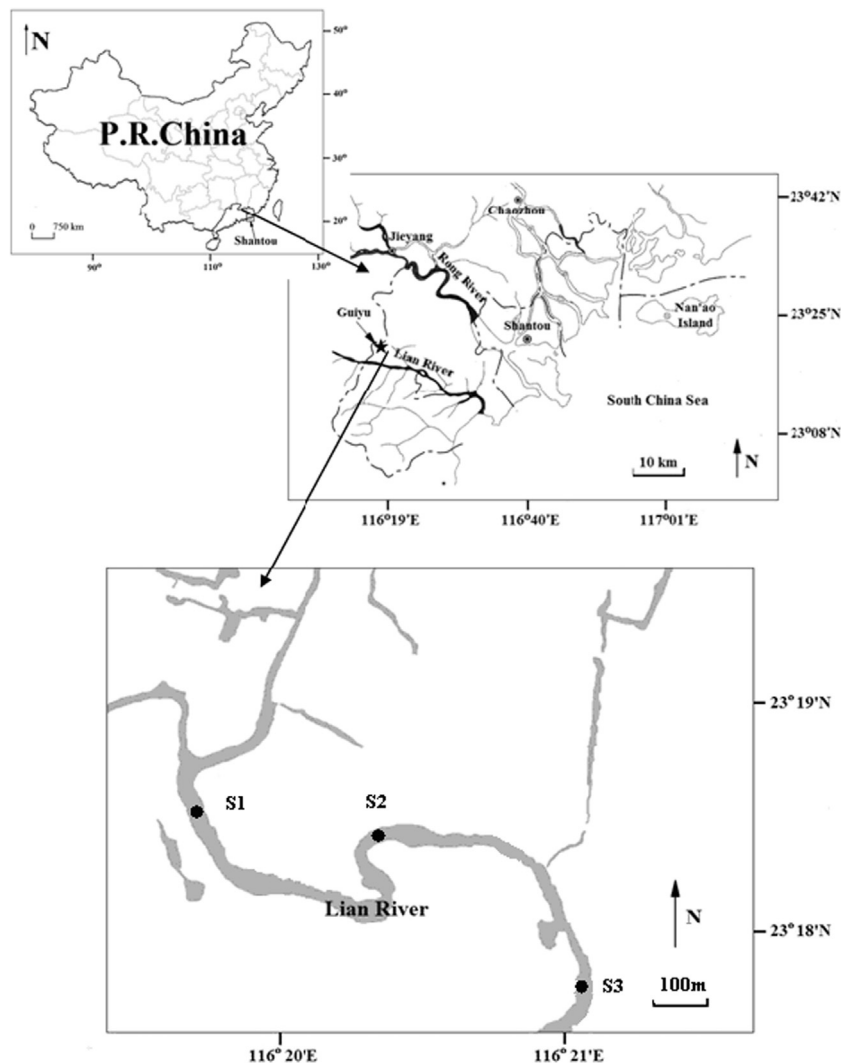 N
P.R.China
0 750 km
Shantou
50°
40°
30°
20°
90°
110°
130°
Chaozhou
Jieyang
Rong River
Guiyu
Shantou
Nan'ao
Island
Lian River
South China Sea
10 km
N
23°42'N
23°25'N
23°08'N
116°19'E
116°40'E
117°01'E
S1
S2
Lian River
S3
N
100m
23°19'N
23°18'N
116°20'E
116°21'E